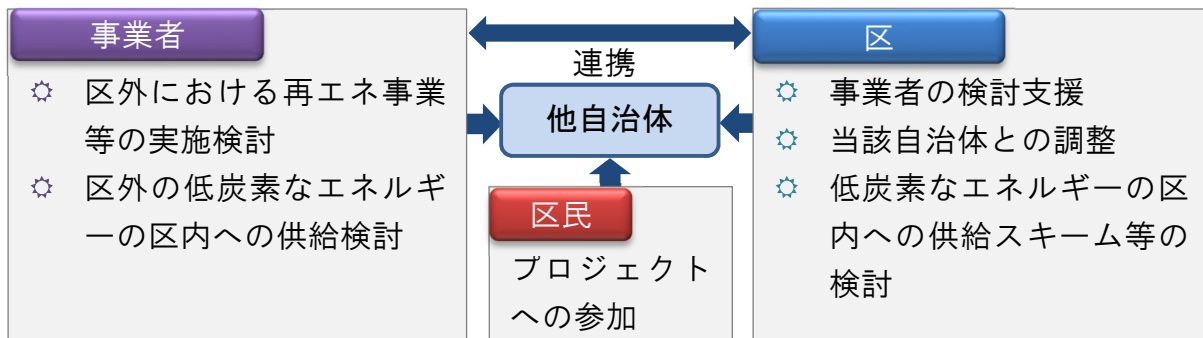 事業者
区外における再エネ事業
等の実施検討
区外の低炭素なエネルギ
ーの区内への供給検討
連携
他自治体
区民
プロジェクト
への参加
区
事業者の検討支援
当該自治体との調整
低炭素なエネルギーの区
内への供給スキーム等の
検討